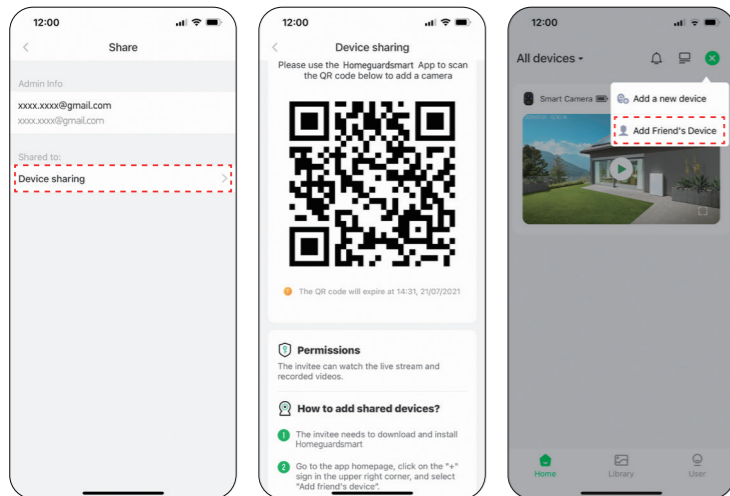 12:00
Share
Admin Info
xxxx.xxxx@gmail.com
xxxx.xxxx@gmail.com
Shared to:
Device sharing
12:00
Device sharing
Please use the Homeguardsmart App to scan
the QR code below to add a camera
The QR code will expire at 14:31, 21/07/2021
Permissions
The invitee can watch the live stream and
recorded videos.
How to add shared devices?
1 The invitee needs to download and install
Homeguardsmart
2 Go to the app homepage, click on the "+"
sign in the upper right corner, and select
"Add friend's device".
12:00
All devices
Add a new device
Smart Camera
Add Friend's Device
Home
Library
User